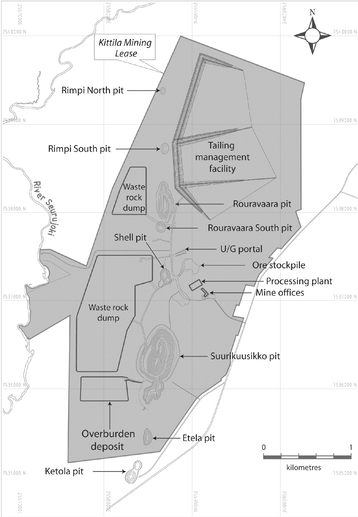 N
Kittila Mining
Lease
Rimpi North pit
Rimpi South pit
Tailing
management
facility
Waste
rock
dump
River Seurujoki
Rouravaara pit
Rouravaara South pit
Shell pit
U/G portal
Ore stockpile
Processing plant
Mine offices
Waste rock
dump
Suurikuusikko pit
Overburden
deposit
Etela pit
Ketola pit
0 1
kilometres